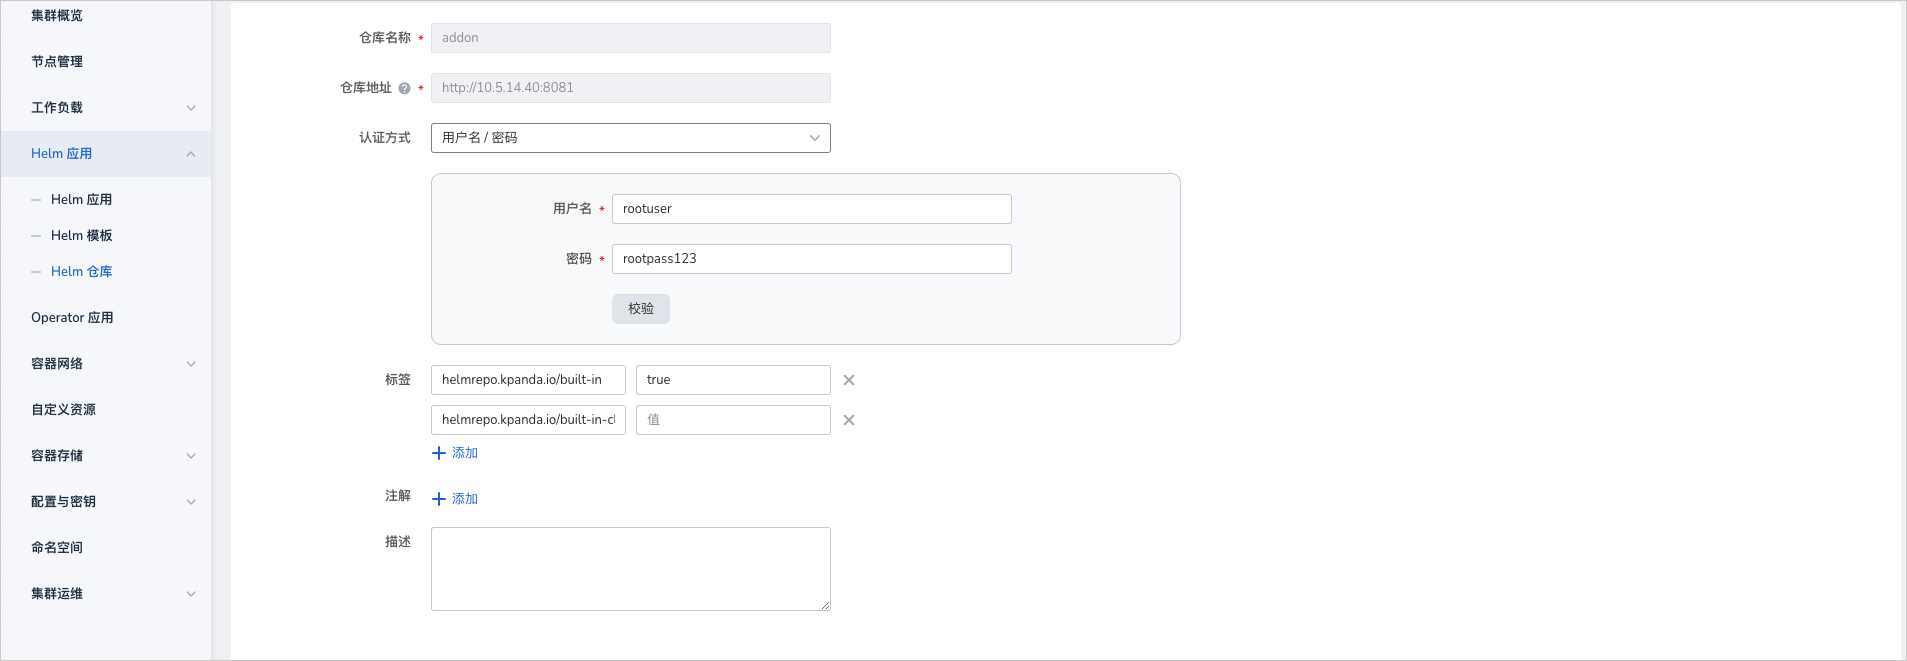 集群概览
节点管理
工作负载
Helm 应用
Helm 应用
Helm 模板
Helm 仓库
Operator 应用
容器网络
自定义资源
容器存储
配置与密钥
命名空间
集群运维
仓库名称 * addon
仓库地址 ? * http://10.5.14.40:8081
认证方式 用户名 / 密码
用户名 * rootuser
密码 * rootpass123
校验
标签 helmrepo.kpanda.io/built-in true
helmrepo.kpanda.io/built-in-cl 值
添加
注解 添加
描述